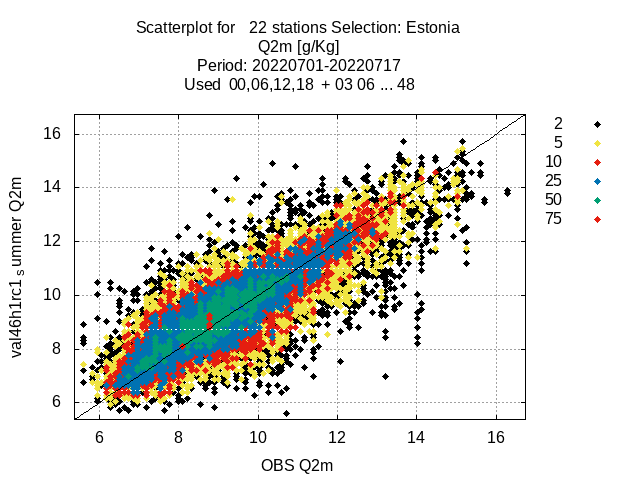 Scatterplot for   22 stations Selection: Estonia
Q2m [g/Kg]
Period: 20220701-20220717
Used  00,06,12,18  + 03 06 ... 48
2
5
10
25
50
75
16
14
12
10
8
6
val46h1rc1 s ummer Q2m
6 8 10 12 14 16
OBS Q2m